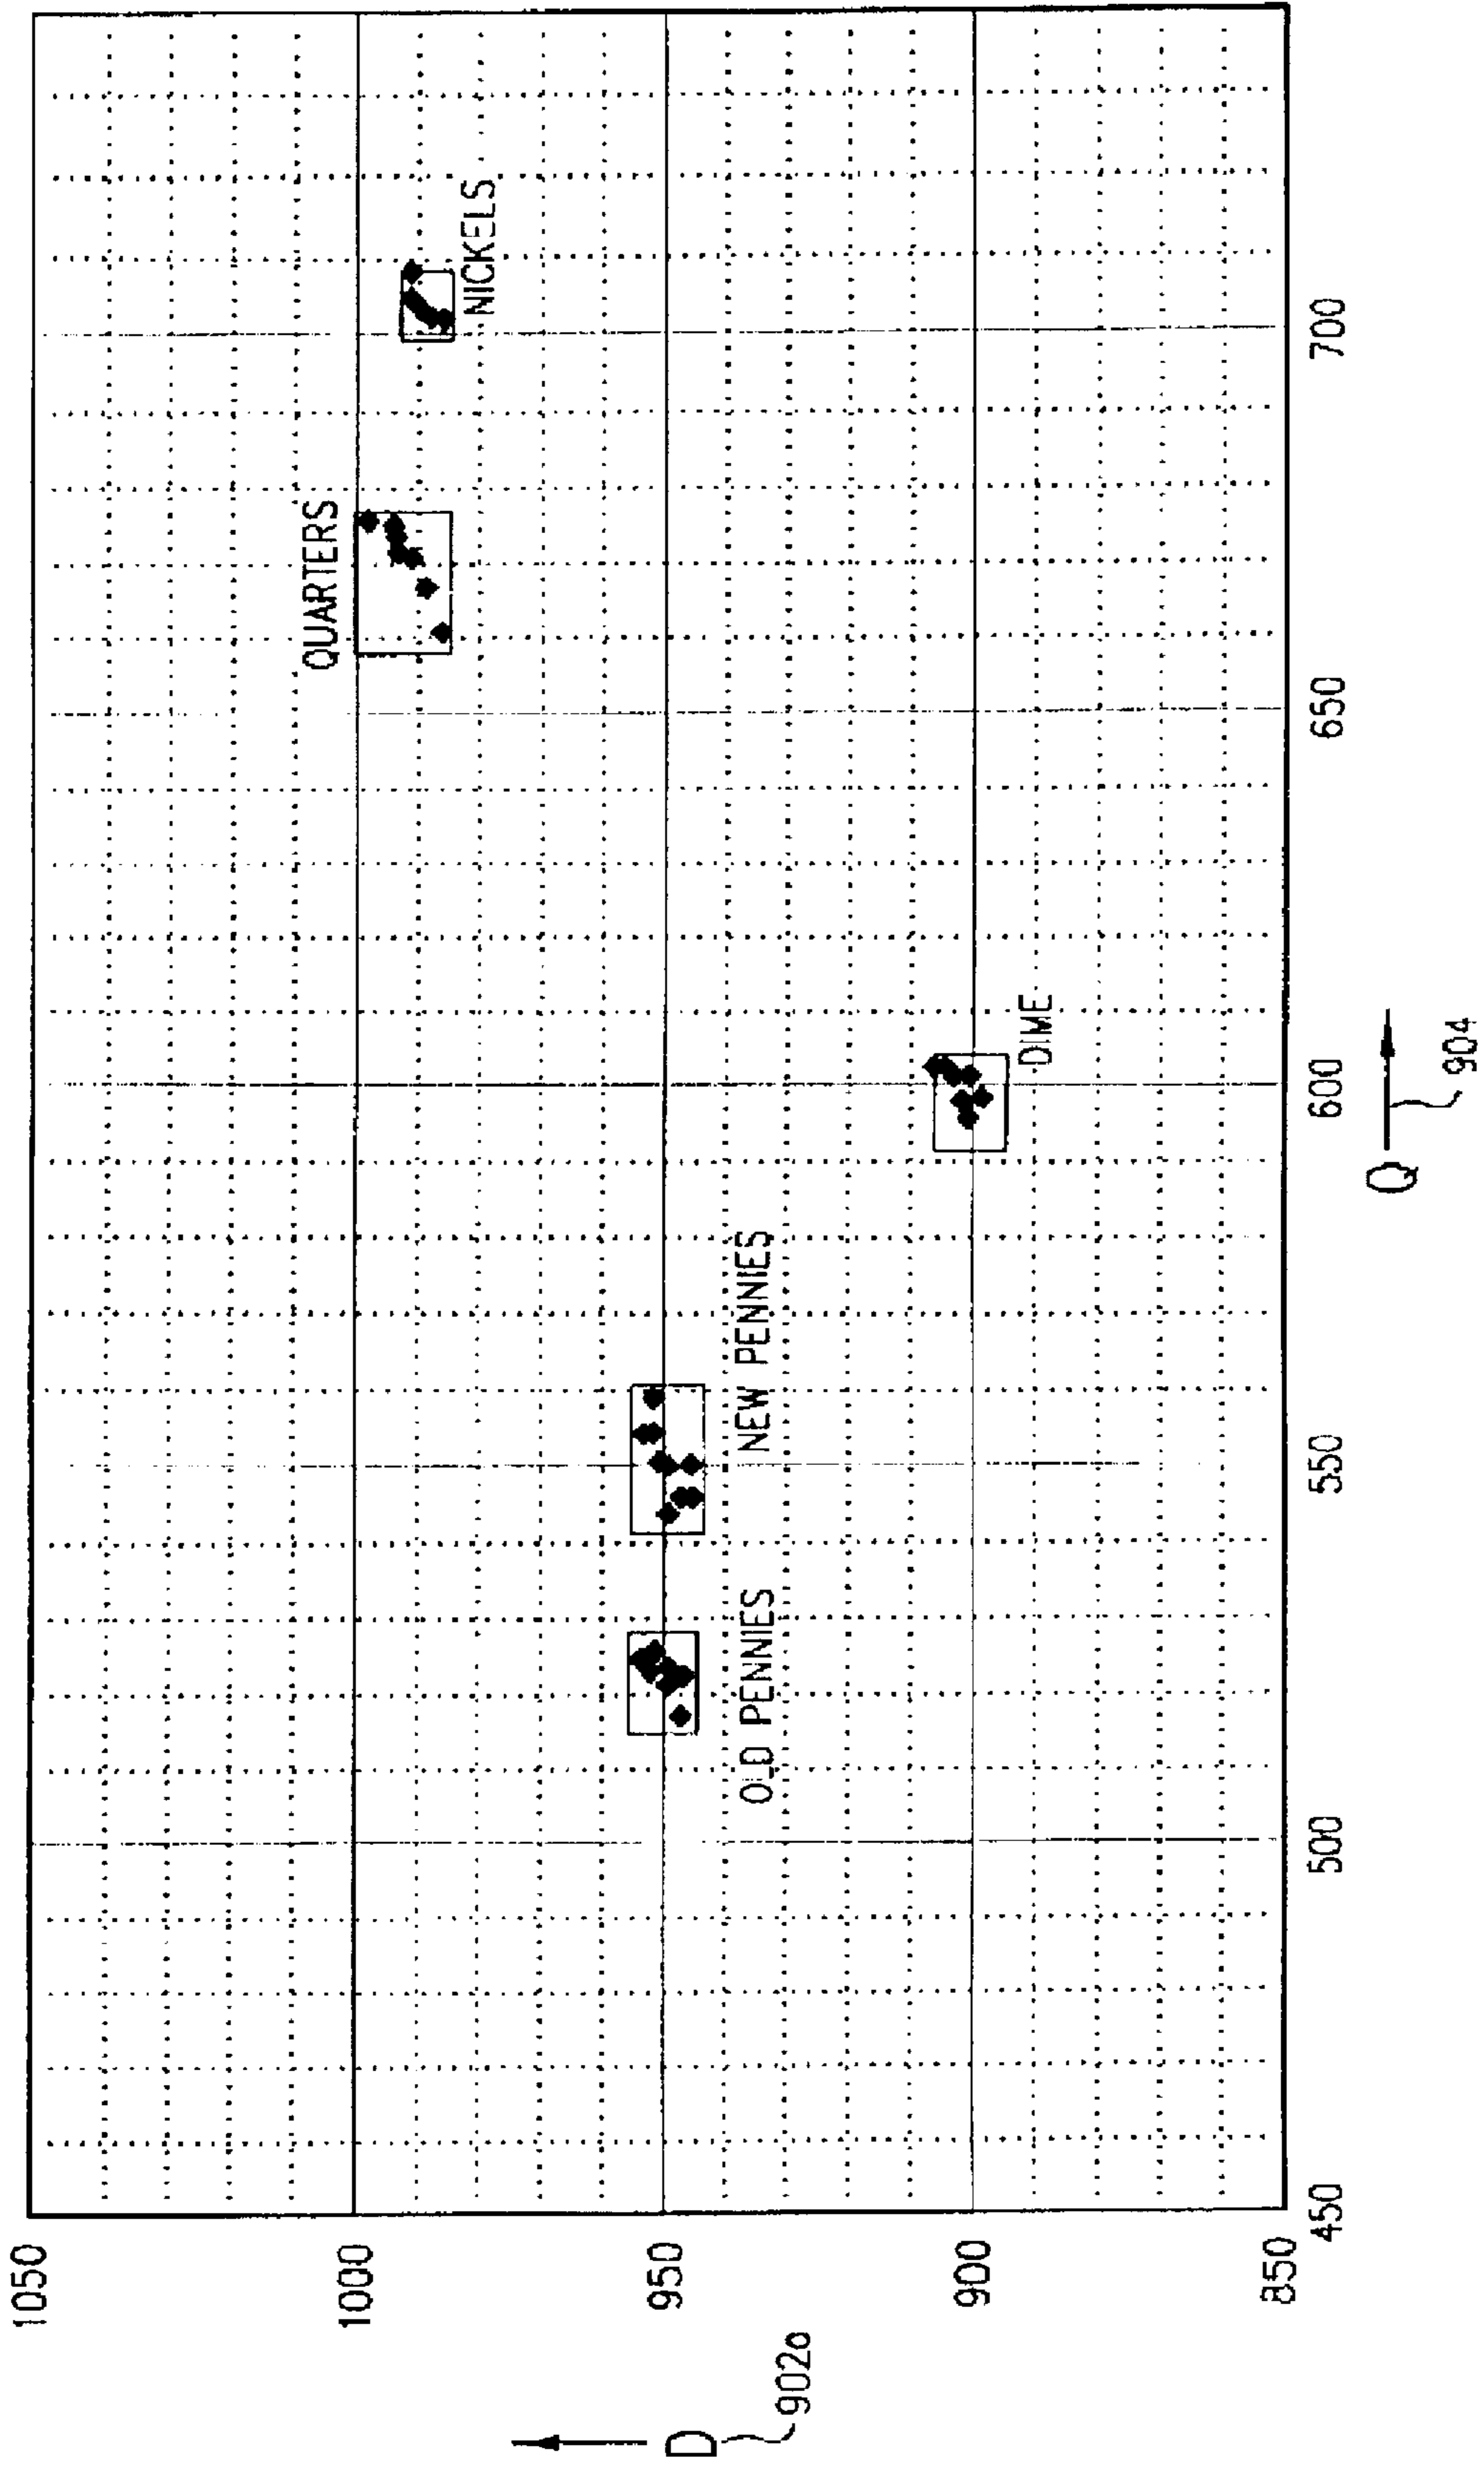 1050
1000
950
900
850
D
902a
QUARTERS
NICKELS
OLD PENNIES
NEW PENNIES
DIME
450
500
550
600
650
700
Q
904